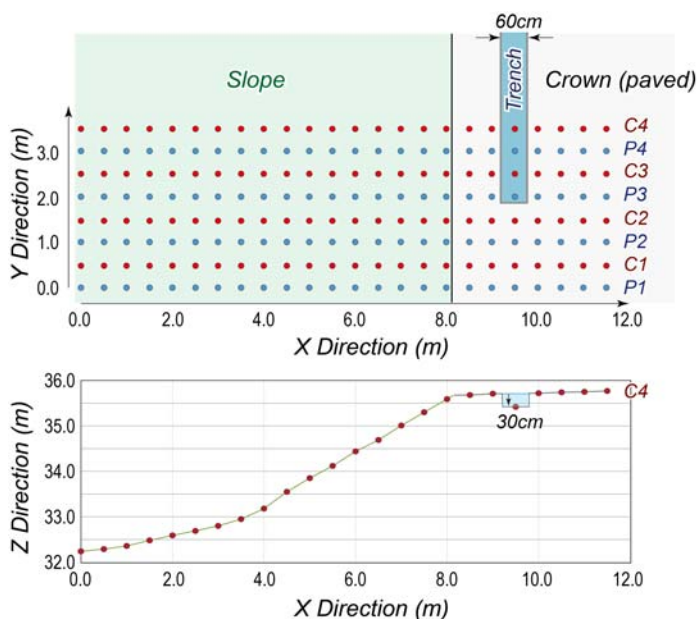 60cm
Slope
Trench
Crown (paved)
Y Direction (m)
3.0
2.0
1.0
0.0
C4
P4
C3
P3
C2
P2
C1
P1
0.0 2.0 4.0 6.0 8.0 10.0 12.0
X Direction (m)
Z Direction (m)
36.0
35.0
34.0
33.0
32.0
C4
30cm
0.0 2.0 4.0 6.0 8.0 10.0 12.0
X Direction (m)